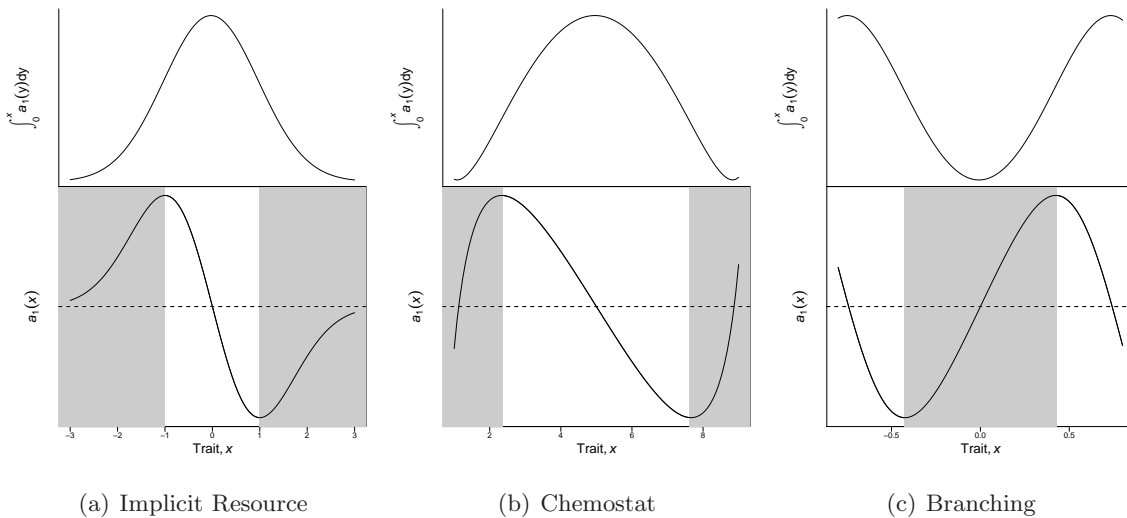 ∫₀ˣ a₁(y)dy
a₁(x)
−3 −2 −1 0 1 2 3
Trait, x
(a) Implicit Resource
∫₀ˣ a₁(y)dy
a₁(x)
2 4 6 8
Trait, x
(b) Chemostat
∫₀ˣ a₁(y)dy
a₁(x)
−0.5 0.0 0.5
Trait, x
(c) Branching